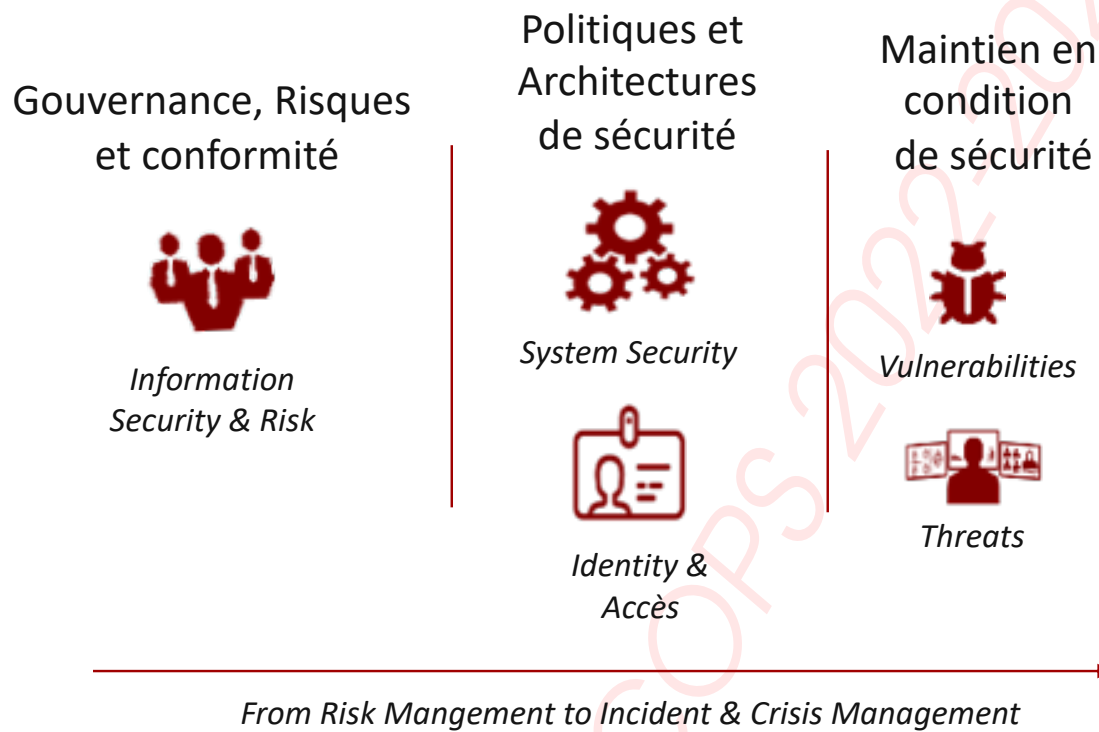 Gouvernance, Risques
et conformité
Information
Security & Risk
Politiques et
Architectures
de sécurité
System Security
Identity &
Accès
Maintien en
condition
de sécurité
Vulnerabilities
Threats
From Risk Mangement to Incident & Crisis Management